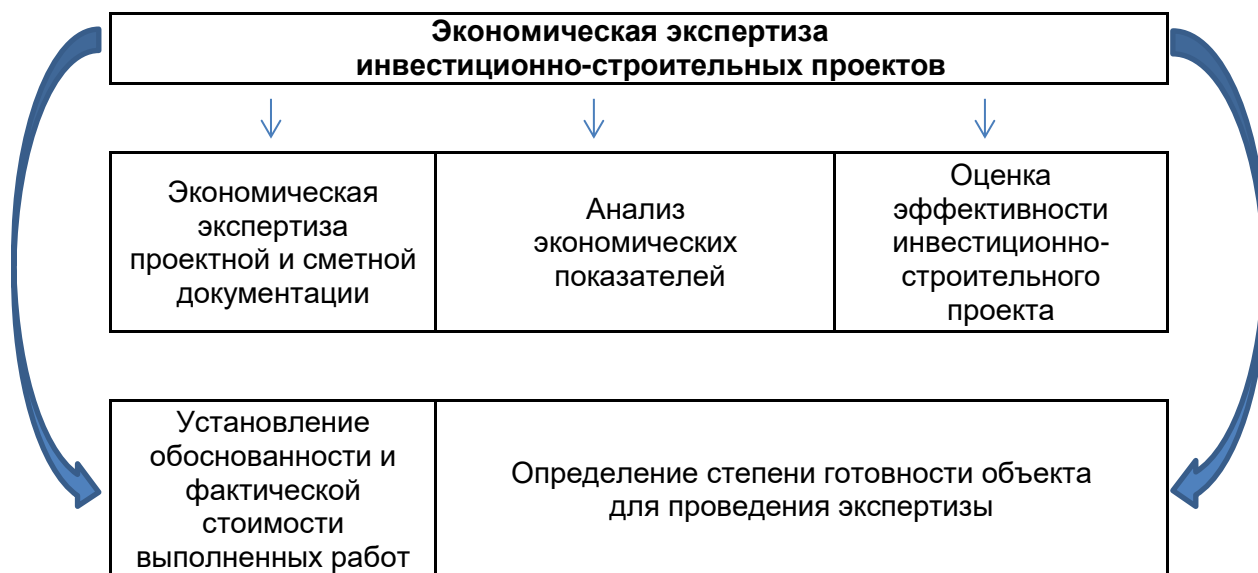 Экономическая экспертиза
инвестиционно-строительных проектов
Экономическая
экспертиза
проектной и сметной
документации
Анализ
экономических
показателей
Оценка
эффективности
инвестиционно-
строительного
проекта
Установление
обоснованности и
фактической
стоимости
выполненных работ
Определение степени готовности объекта
для проведения экспертизы